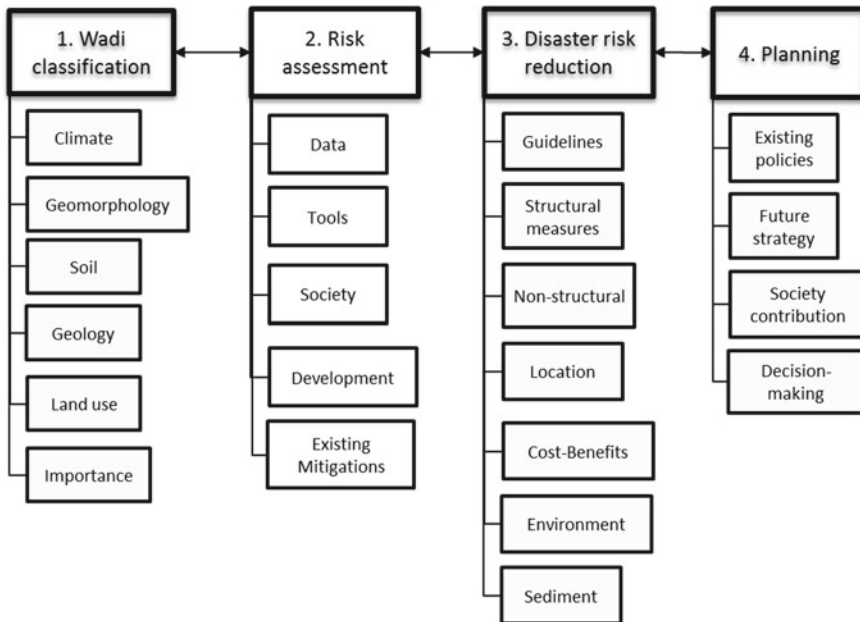 1. Wadi
classification
2. Risk
assessment
3. Disaster risk
reduction
4. Planning
Climate
Geomorphology
Soil
Geology
Land use
Importance
Data
Tools
Society
Development
Existing
Mitigations
Guidelines
Structural
measures
Non-structural
Location
Cost-Benefits
Environment
Sediment
Existing
policies
Future
strategy
Society
contribution
Decision-
making